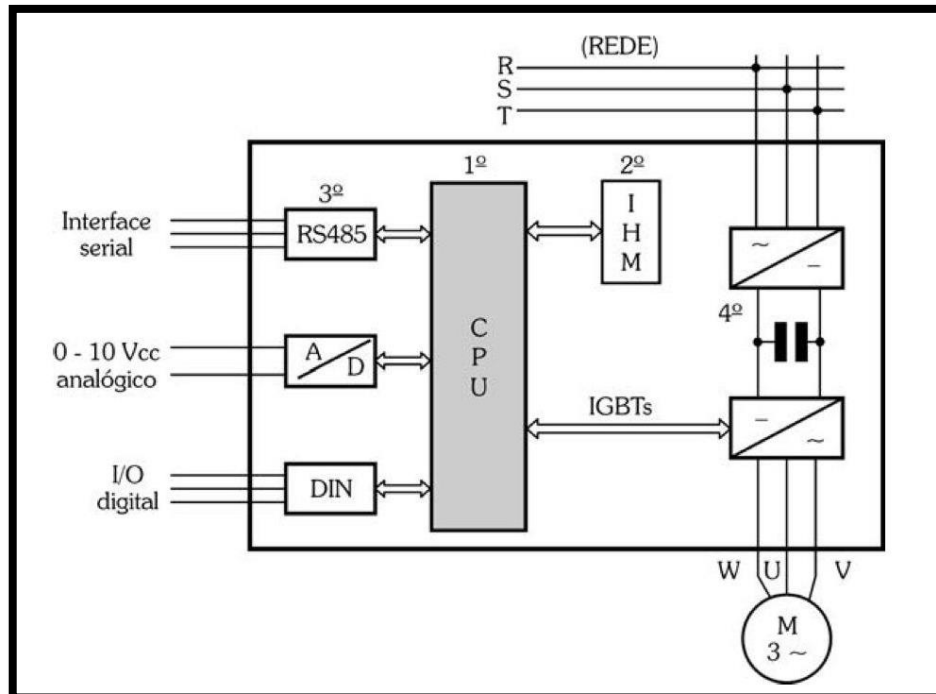 (REDE)
R
S
T
1º
2º
3º
Interface
serial
RS485
I
H
M
~
–
4º
C
P
U
0 - 10 Vcc
analógico
A
D
IGBTs
–
~
I/O
digital
DIN
W U V
M
3 ~